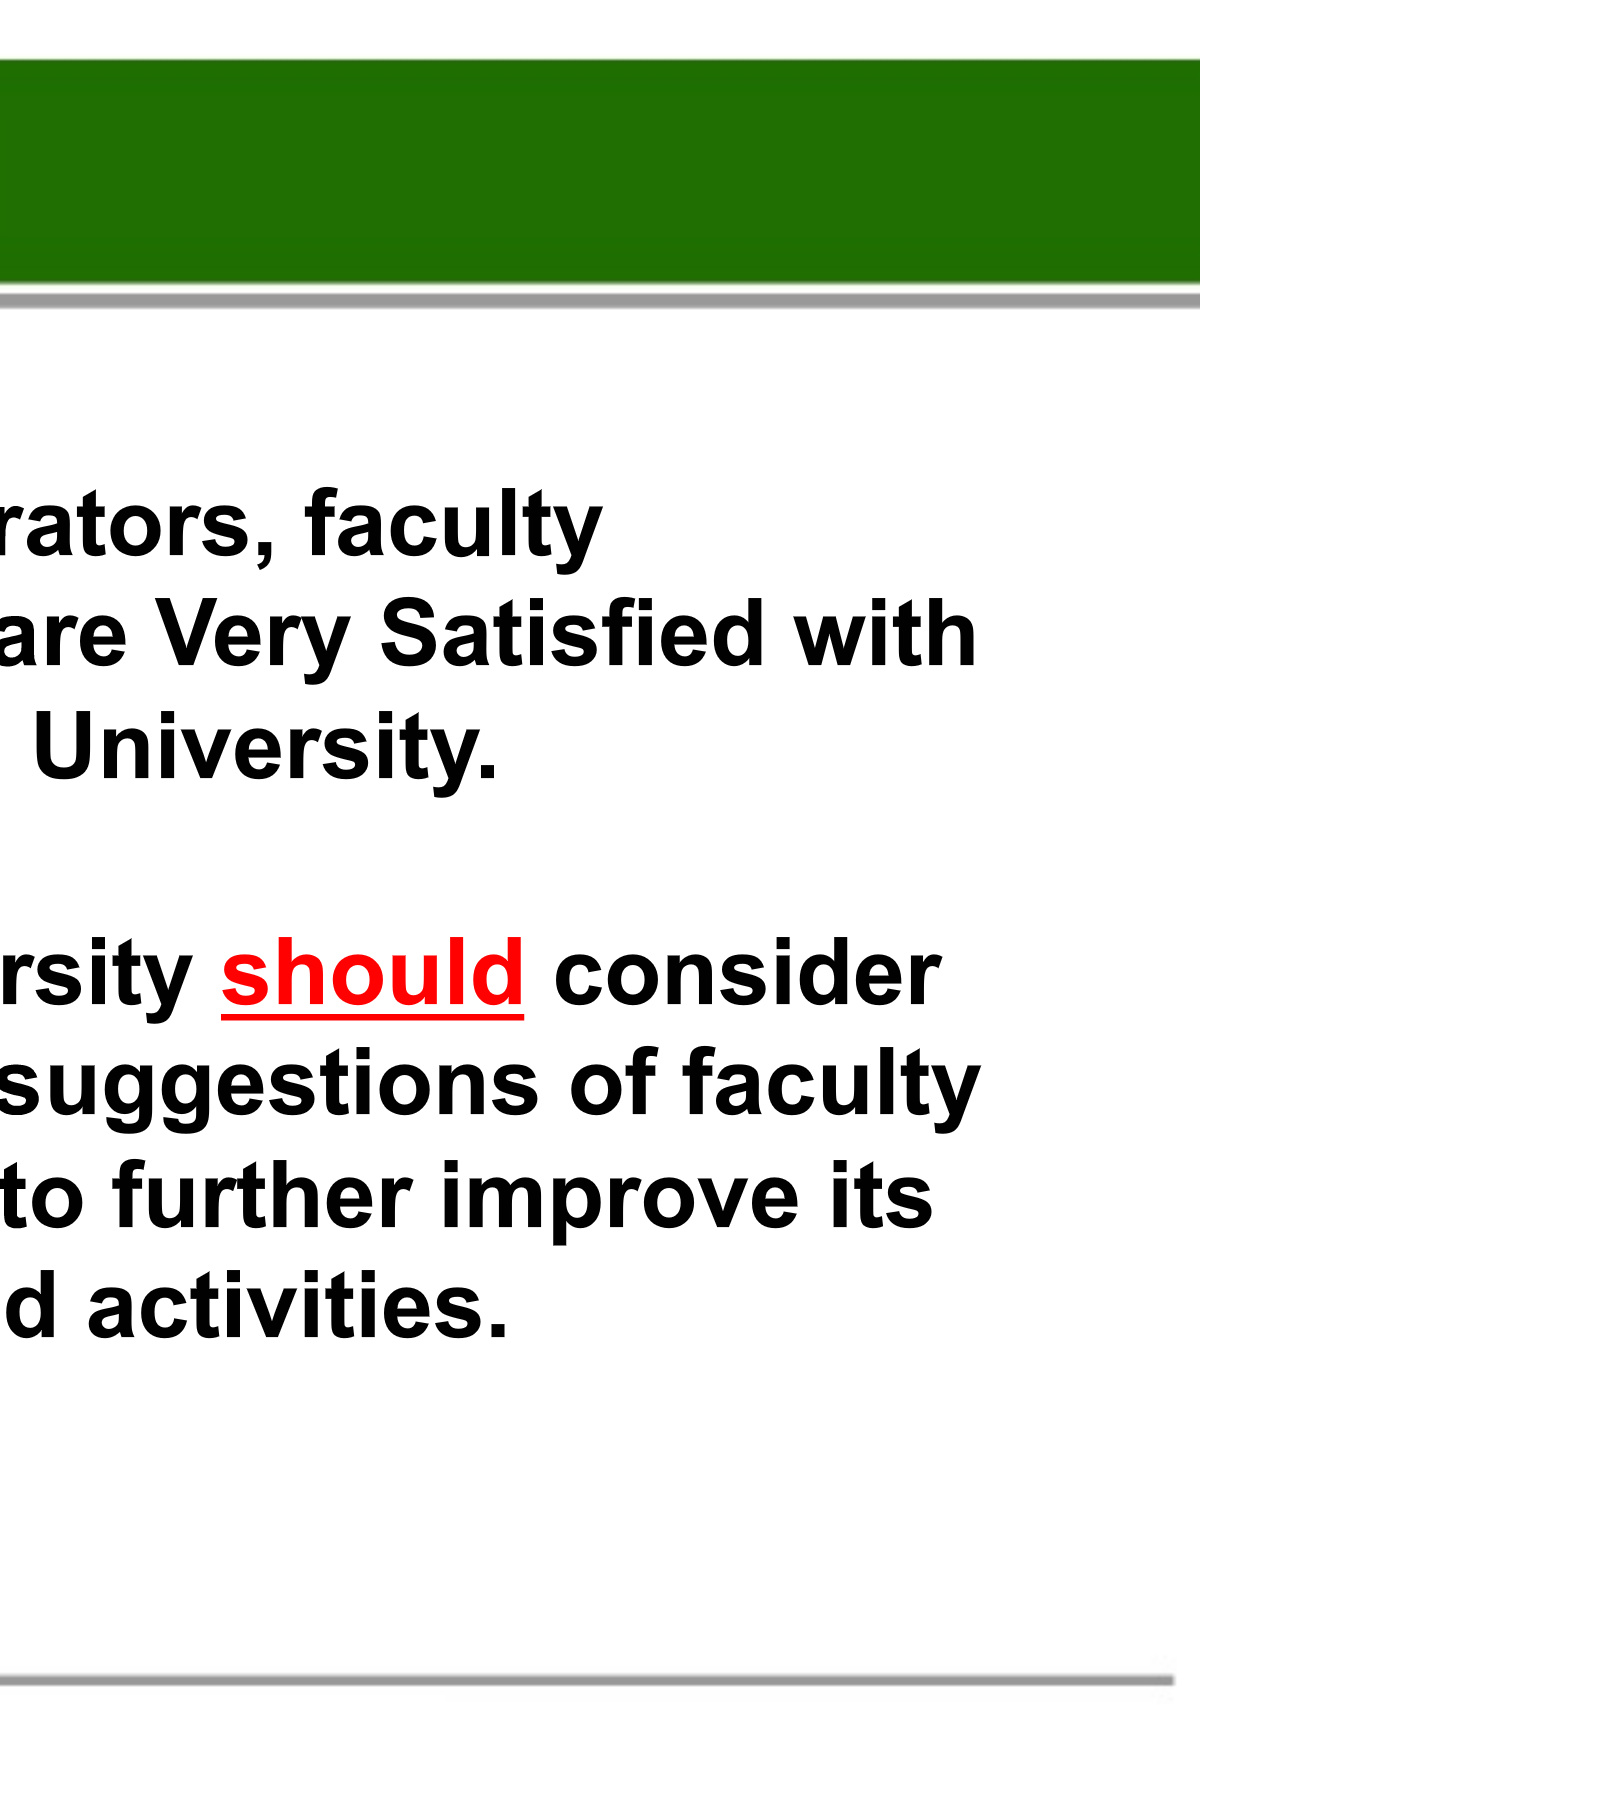 rators, faculty
are Very Satisfied with
University.
rsity should consider
suggestions of faculty
to further improve its
d activities.